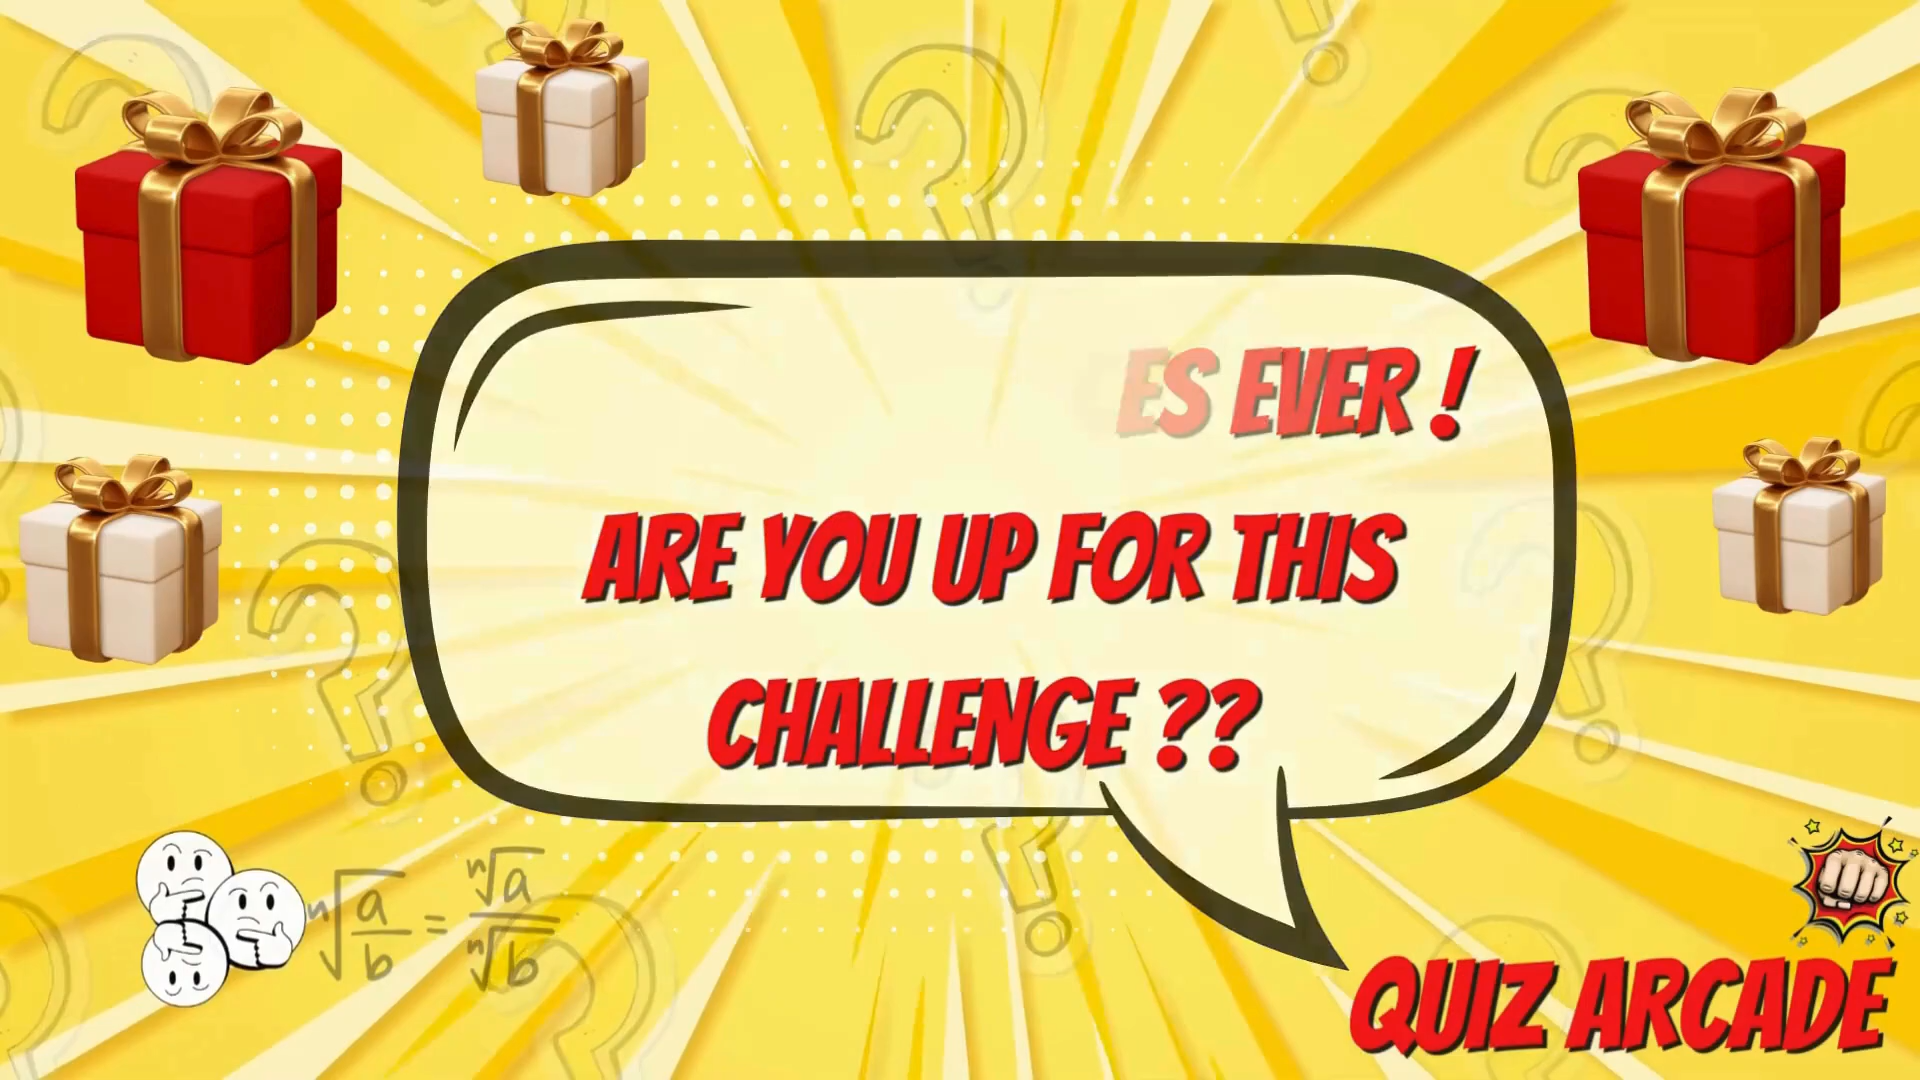 ES EVER !
ARE YOU UP FOR THIS
CHALLENGE ??
n√a/b = n√a/n√b
QUIZ ARCADE